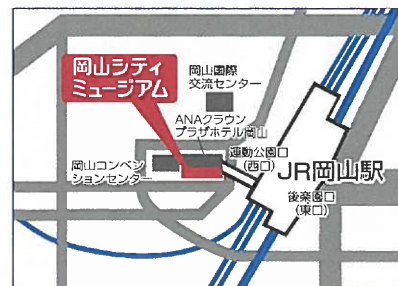 岡山シティ
ミュージアム
岡山国際
交流センター
ANAクラウン
プラザホテル岡山
岡山コンベン
ションセンター
運動公園口
(西口)
JR岡山駅
後楽園口
(東口)